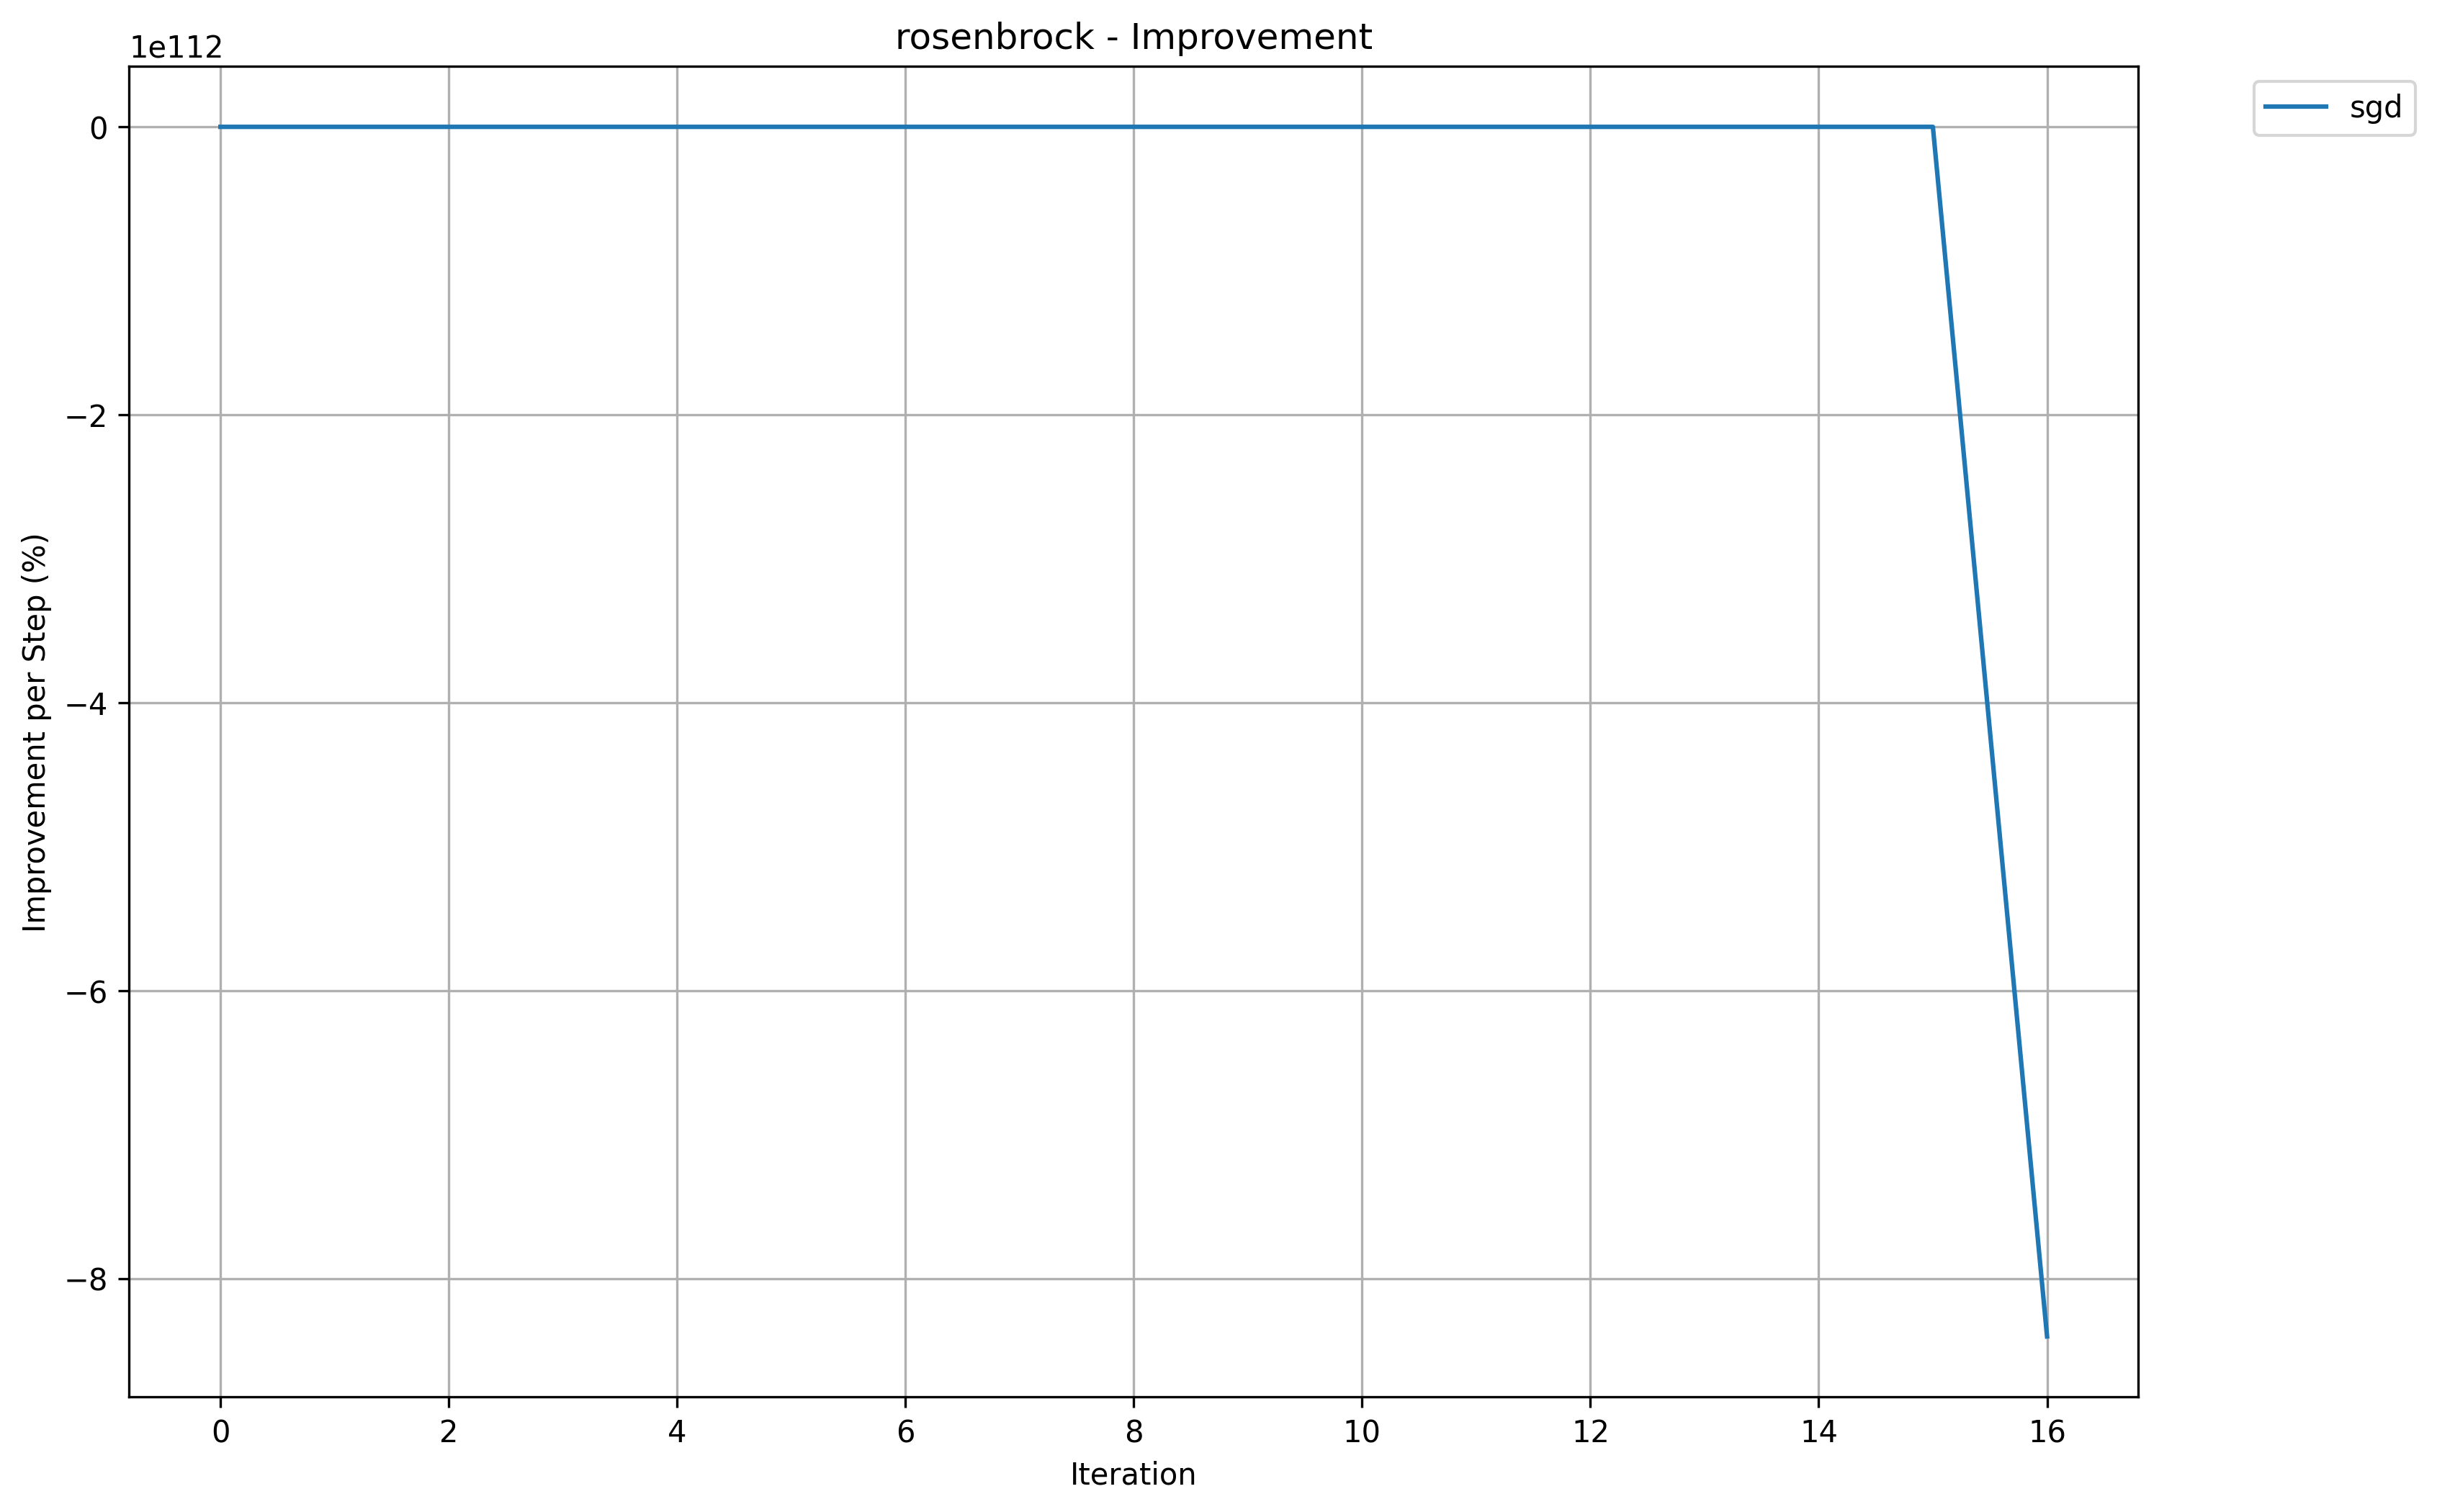 rosenbrock - Improvement
1e112
sgd
0
−2
−4
−6
−8
Improvement per Step (%)
0 2 4 6 8 10 12 14 16
Iteration